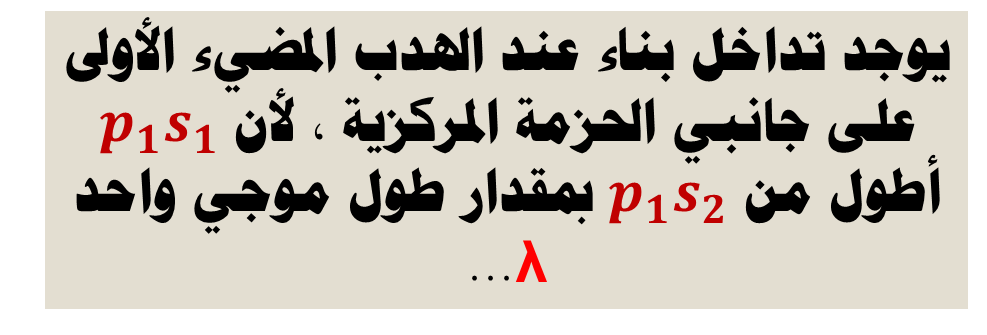 يوجد تداخل بناء عند الهدب المضيء الأولى
على جانبي الحزمة المركزية ، لأن p₁s₁
أطول من p₁s₂ بمقدار طول موجي واحد
λ...